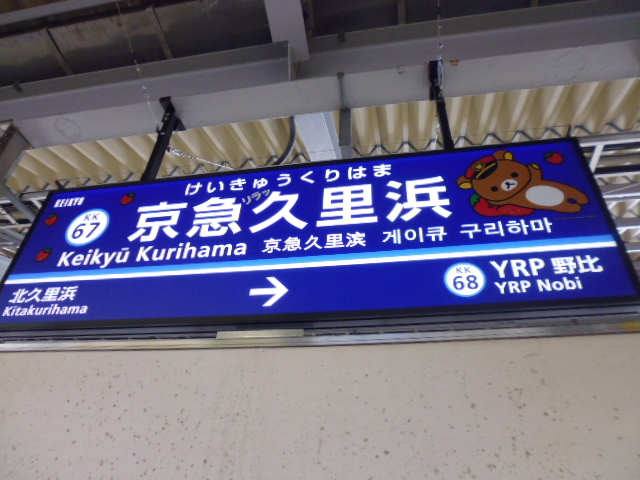 KEIKYU
けいきゅうくりはま
KK
67
京急リラッ久里浜
Keikyū Kurihama 京急久里滨 게이큐 구리하마
北久里浜
Kitakurihama
→
KK
68
YRP 野比
YRP Nobi